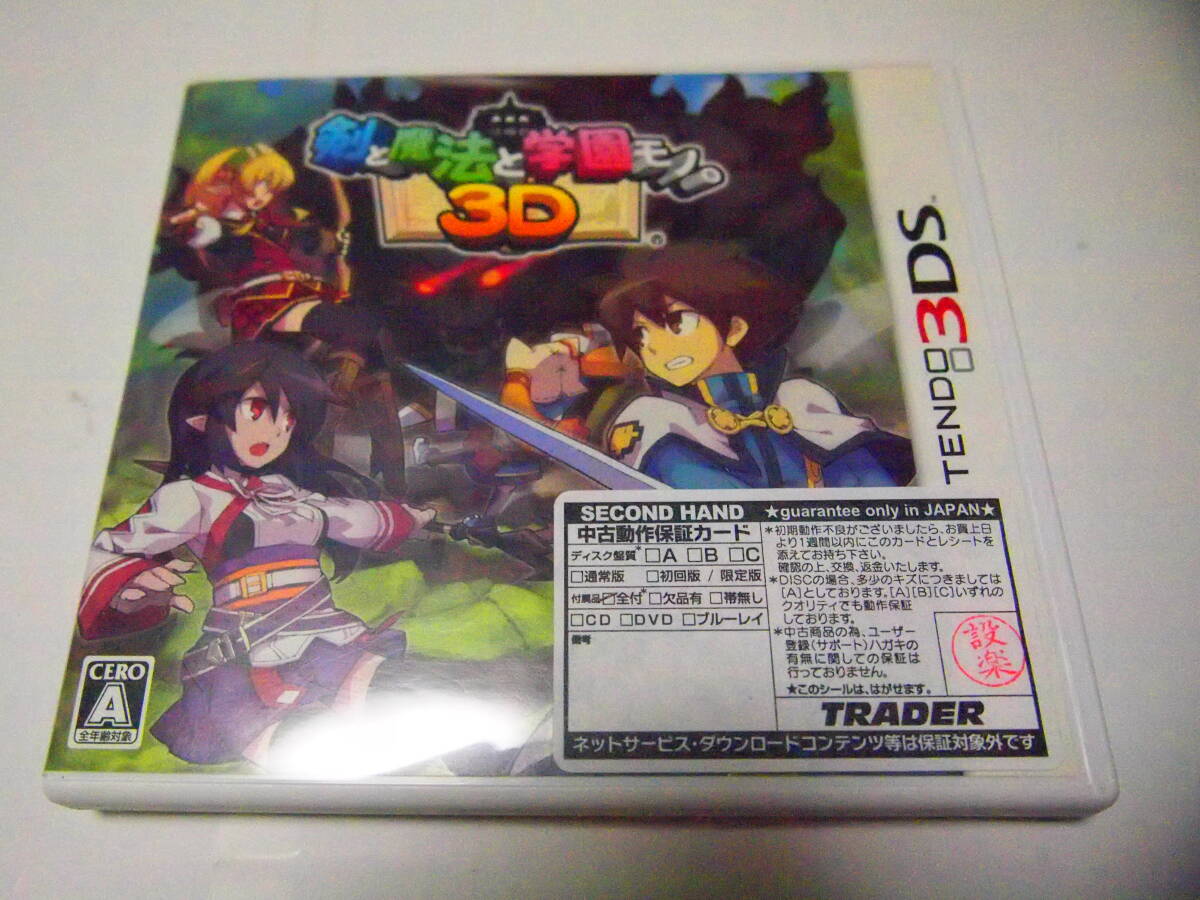 剣と魔法と学園モノ。
3D
NINTENDO 3DS™
CERO
A
全年齢対象
SECOND HAND ★guarantee only in JAPAN★
中古動作保証カード
ディスク盤質* □A □B □C
□通常版 □初回版 / 限定版
付属品 ☑全付* □欠品有 □帯無し
□CD □DVD □ブルーレイ
備考
*初期動作不良がございましたら、お買上日
より1週間以内にこのカードとレシートを
添えてお持ち下さい。
確認の上、交換、返金いたします。
*DISCの場合、多少のキズにつきましては
[A]としております。[A][B][C]いずれの
クオリティでも動作保証
しております。
*中古商品の為、ユーザー
登録(サポート)ハガキの
有無に関しての保証は
行っておりません。
★このシールは、はがせます。
設楽
TRADER
ネットサービス・ダウンロードコンテンツ等は保証対象外です